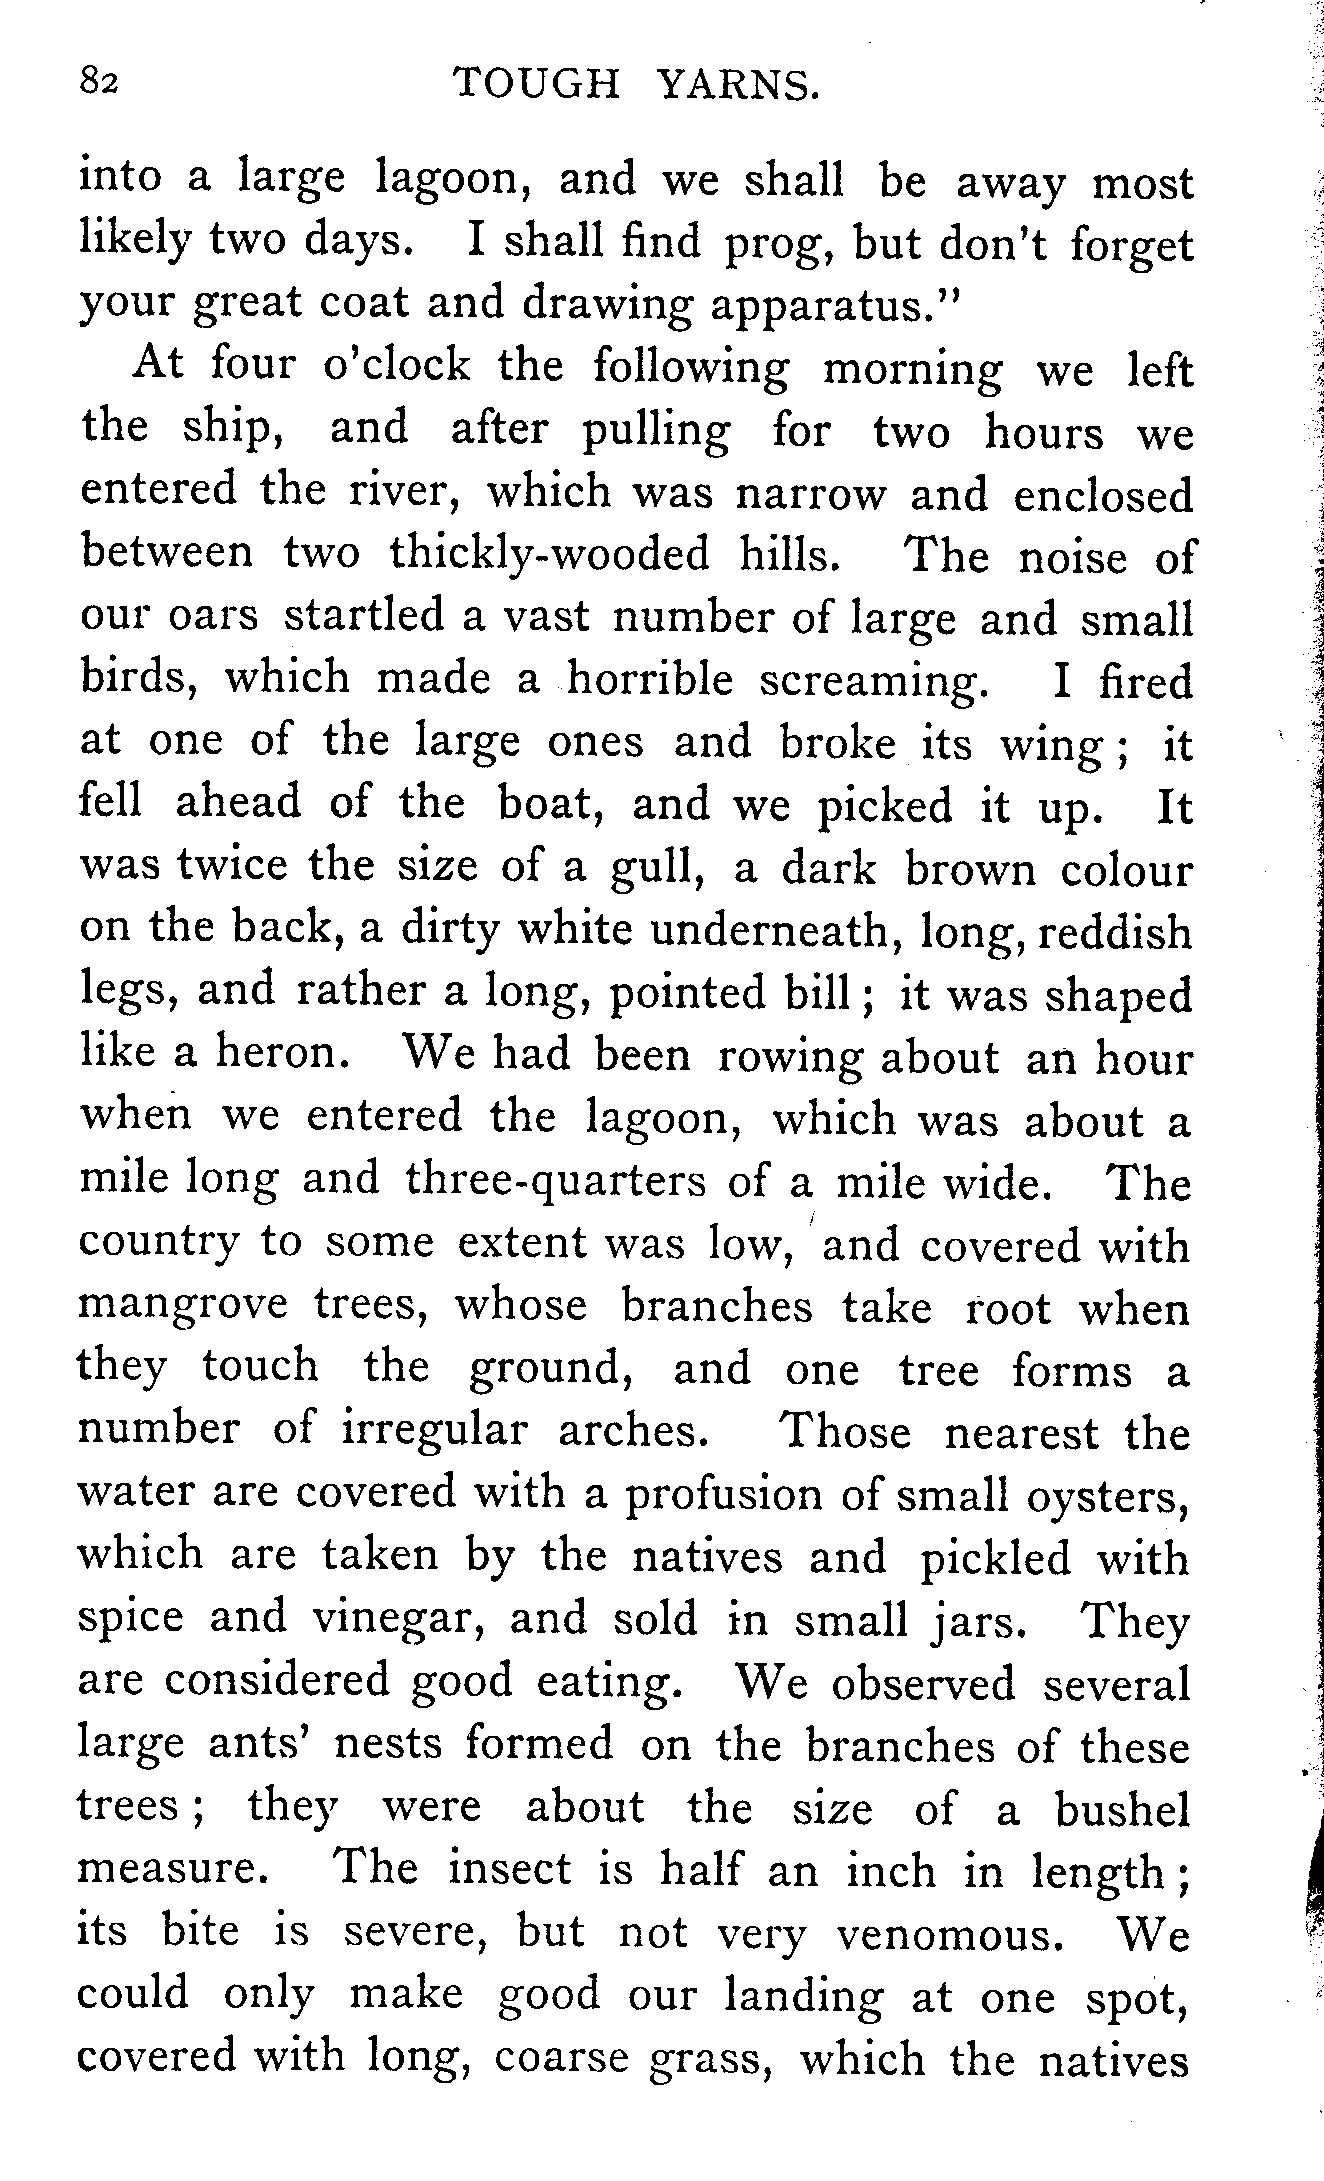 82 TOUGH YARNS.
into a large lagoon, and we shall be away most
likely two days. I shall find prog, but don't forget
your great coat and drawing apparatus."
At four o'clock the following morning we left
the ship, and after pulling for two hours we
entered the river, which was narrow and enclosed
between two thickly-wooded hills. The noise of
our oars startled a vast number of large and small
birds, which made a horrible screaming. I fired
at one of the large ones and broke its wing ; it
fell ahead of the boat, and we picked it up. It
was twice the size of a gull, a dark brown colour
on the back, a dirty white underneath, long, reddish
legs, and rather a long, pointed bill ; it was shaped
like a heron. We had been rowing about an hour
when we entered the lagoon, which was about a
mile long and three-quarters of a mile wide. The
country to some extent was low, and covered with
mangrove trees, whose branches take root when
they touch the ground, and one tree forms a
number of irregular arches. Those nearest the
water are covered with a profusion of small oysters,
which are taken by the natives and pickled with
spice and vinegar, and sold in small jars. They
are considered good eating. We observed several
large ants' nests formed on the branches of these
trees ; they were about the size of a bushel
measure. The insect is half an inch in length ;
its bite is severe, but not very venomous. We
could only make good our landing at one spot,
covered with long, coarse grass, which the natives